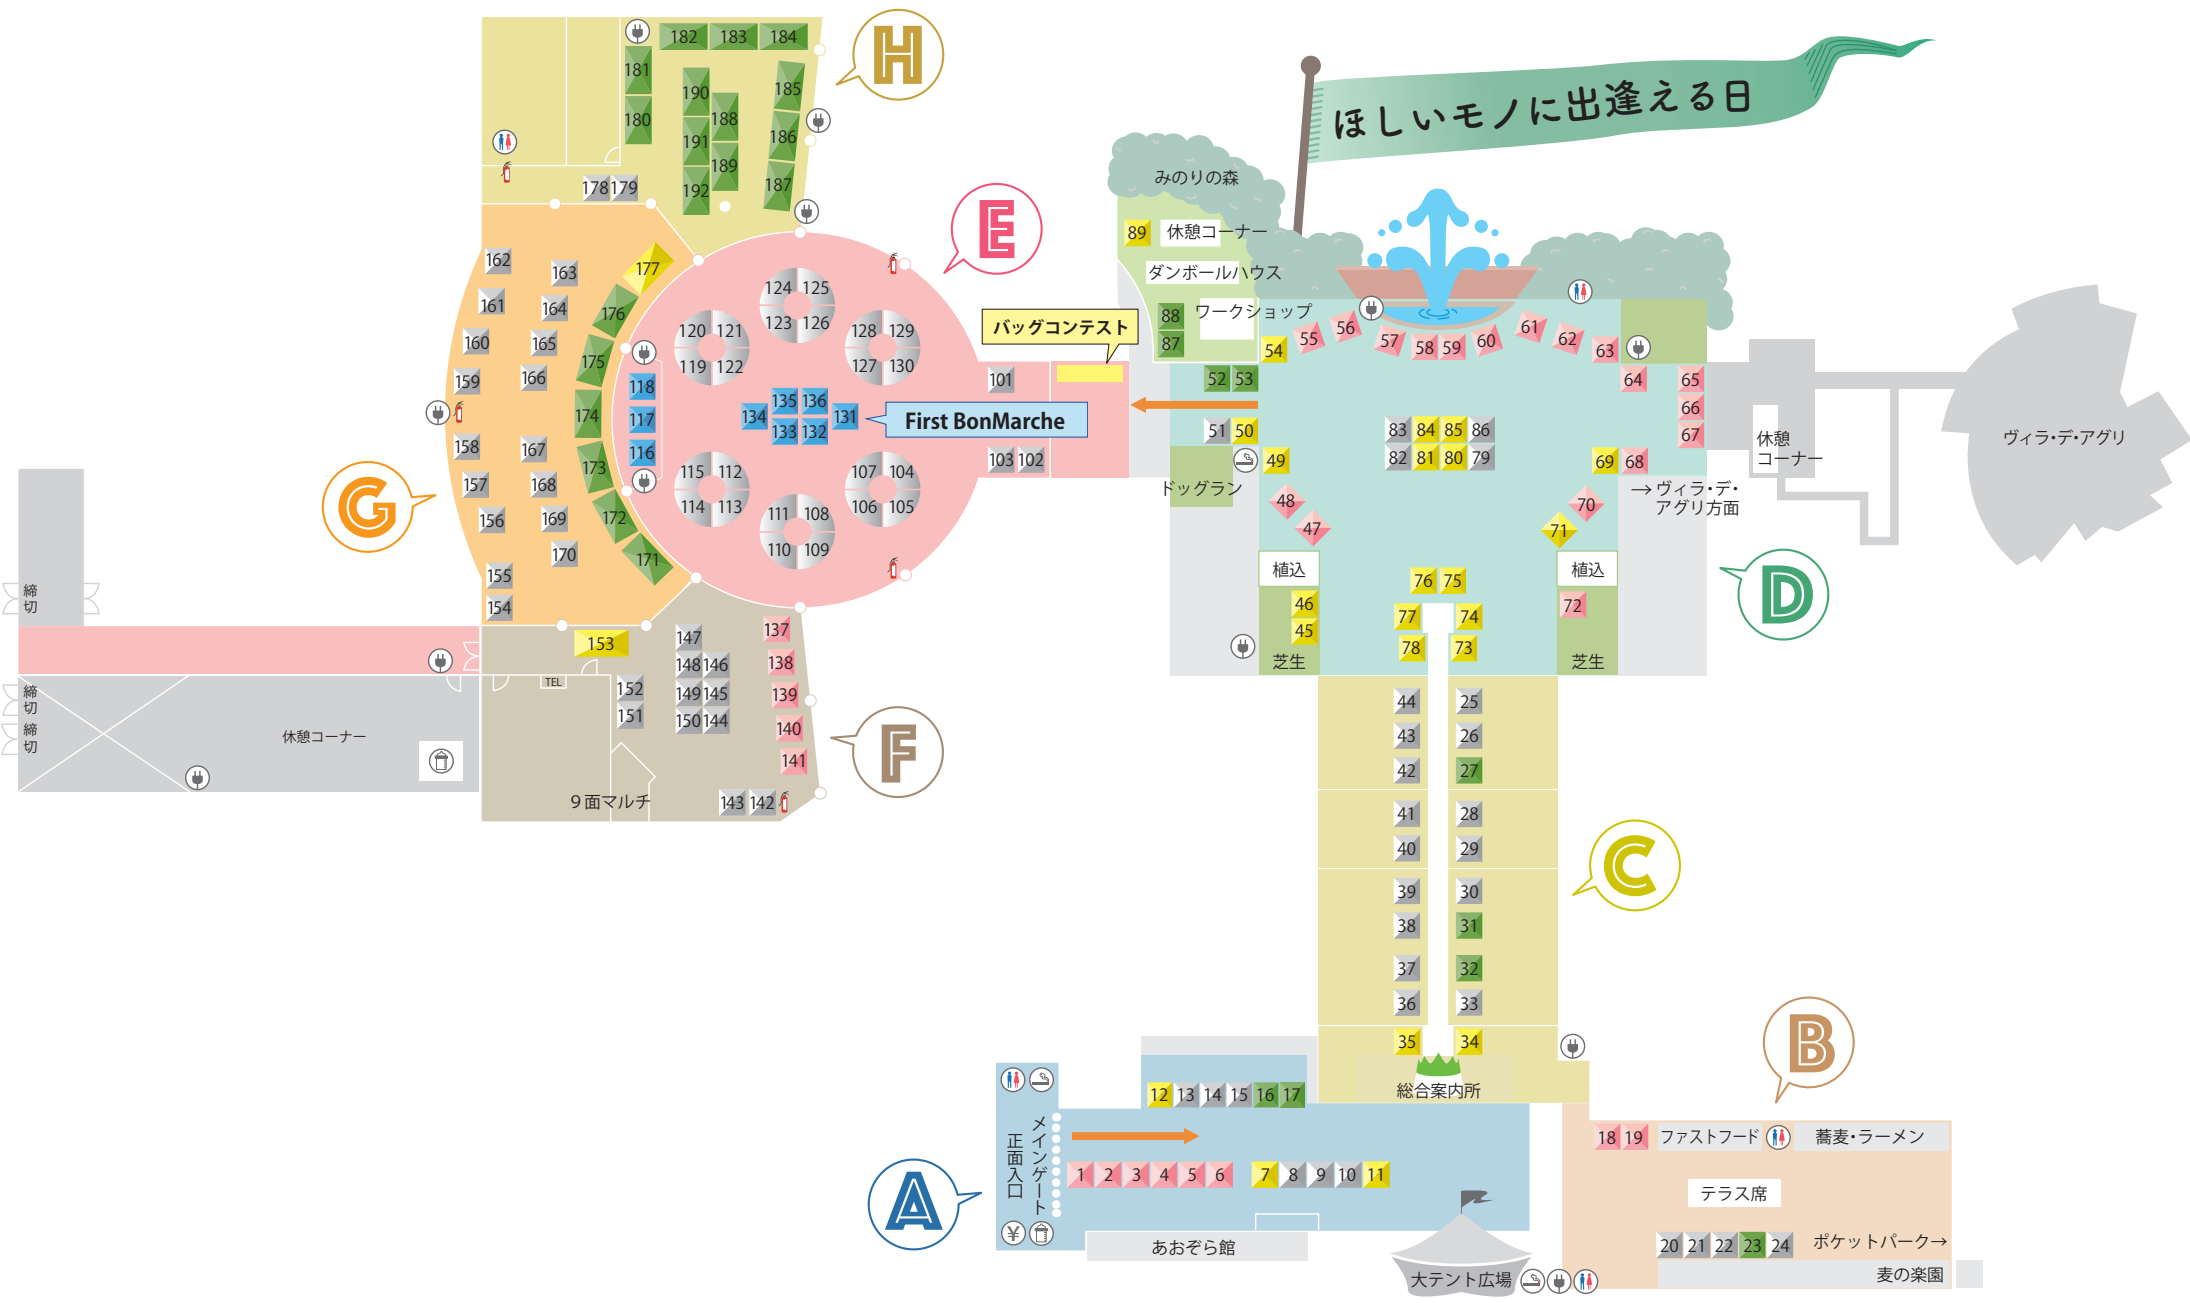 ほしいモノに出逢える日
H
182 183 184
181
180
190
191
192
188
189
185
186
187
178 179
E
177
176
175
174
173
172
171
162
161
160
159
158
157
156
155
154
163
164
165
166
167
168
169
170
G
124 125
123 126
120 121
119 122
128 129
127 130
118
117
116
135 136
134
131
133 132
First BonMarche
115 112
114 113
111 108
110 109
107 104
106 105
101
103 102
バッグコンテスト
みのりの森
89
休憩コーナー
ダンボールハウス
88
87
ワークショップ
54
55
56
57
58
59
60
61
62
63
64
65
66
67
52 53
51 50
49
48
47
ドッグラン
83 84 85 86
82 81 80 79
69 68
70
71
→ヴィラ・デ・
アグリ方面
休憩
コーナー
ヴィラ・デ・アグリ
D
植込
46
45
芝生
植込
72
芝生
76 75
77 74
78 73
締切
締切
締切
休憩コーナー
153
TEL
147
148 146
149 145
150 144
152
151
137
138
139
140
141
9面マルチ
143 142
F
44 25
43 26
42 27
41 28
40 29
39 30
38 31
37 32
36 33
35 34
C
総合案内所
B
12 13 14 15 16 17
メインゲート
正面入口
1 2 3 4 5 6 7 8 9 10 11
A
¥
あおぞら館
大テント広場
18 19
ファストフード
蕎麦・ラーメン
テラス席
20 21 22 23 24
ポケットパーク→
麦の楽園